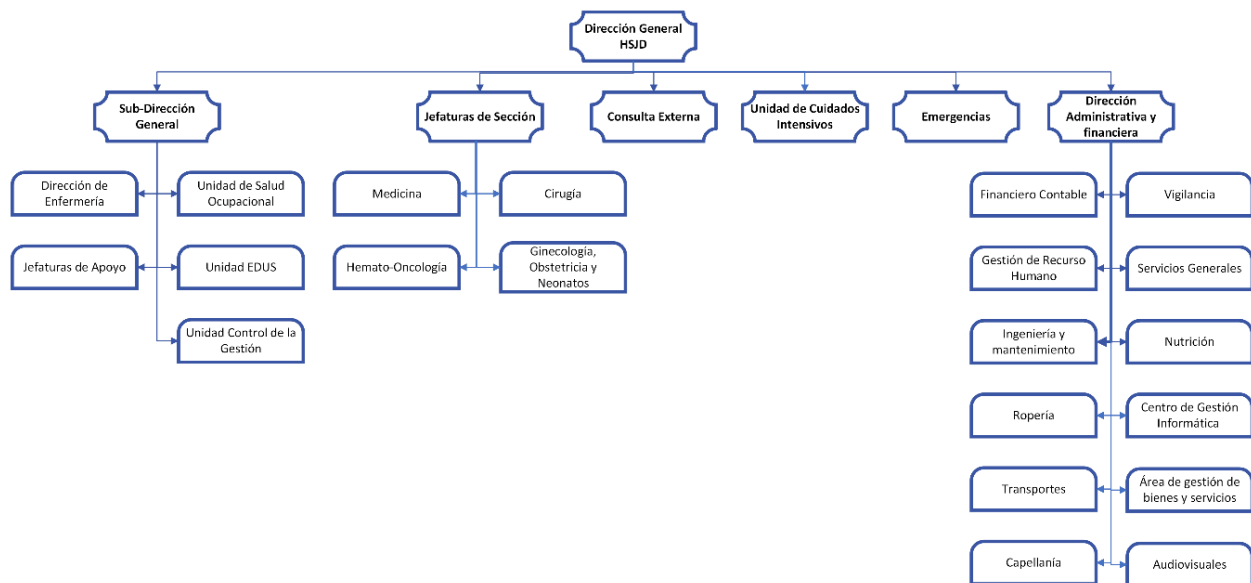 Dirección General
HSJD
Sub-Dirección
General
Jefaturas de Sección
Consulta Externa
Unidad de Cuidados
Intensivos
Emergencias
Dirección
Administrativa y
financiera
Dirección de
Enfermería
Unidad de Salud
Ocupacional
Jefaturas de Apoyo
Unidad EDUS
Unidad Control de la
Gestión
Medicina
Cirugía
Hemato-Oncología
Ginecología,
Obstetricia y
Neonatos
Financiero Contable
Vigilancia
Gestión de Recurso
Humano
Servicios Generales
Ingeniería y
mantenimiento
Nutrición
Ropería
Centro de Gestión
Informática
Transportes
Área de gestión de
bienes y servicios
Capellanía
Audiovisuales